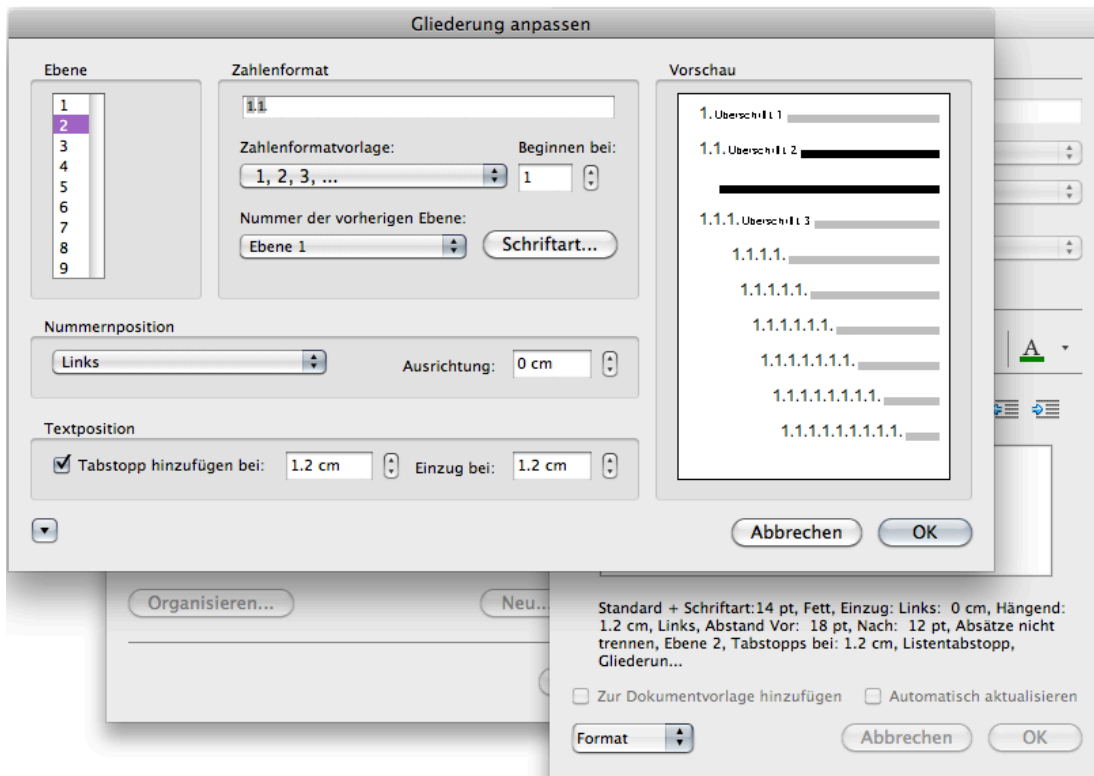 Gliederung anpassen
Ebene
1
2
3
4
5
6
7
8
9
Zahlenformat
1.1.
Zahlenformatvorlage:
Beginnen bei:
1, 2, 3, ...
1
Nummer der vorherigen Ebene:
Ebene 1
Schriftart...
Vorschau
1. Überschrift 1
1.1. Überschrift 2
1.1.1. Überschrift 3
1.1.1.1.
1.1.1.1.1.
1.1.1.1.1.1.
1.1.1.1.1.1.1.
1.1.1.1.1.1.1.1.
1.1.1.1.1.1.1.1.1.
Nummernposition
Links
Ausrichtung:
0 cm
Textposition
Tabstopp hinzufügen bei:
1.2 cm
Einzug bei:
1.2 cm
Abbrechen
OK
A
Organisieren...
Neu...
Standard + Schriftart:14 pt, Fett, Einzug: Links: 0 cm, Hängend:
1.2 cm, Links, Abstand Vor: 18 pt, Nach: 12 pt, Absätze nicht
trennen, Ebene 2, Tabstopps bei: 1.2 cm, Listentabstopp,
Gliederun...
Zur Dokumentvorlage hinzufügen
Automatisch aktualisieren
Format
Abbrechen
OK